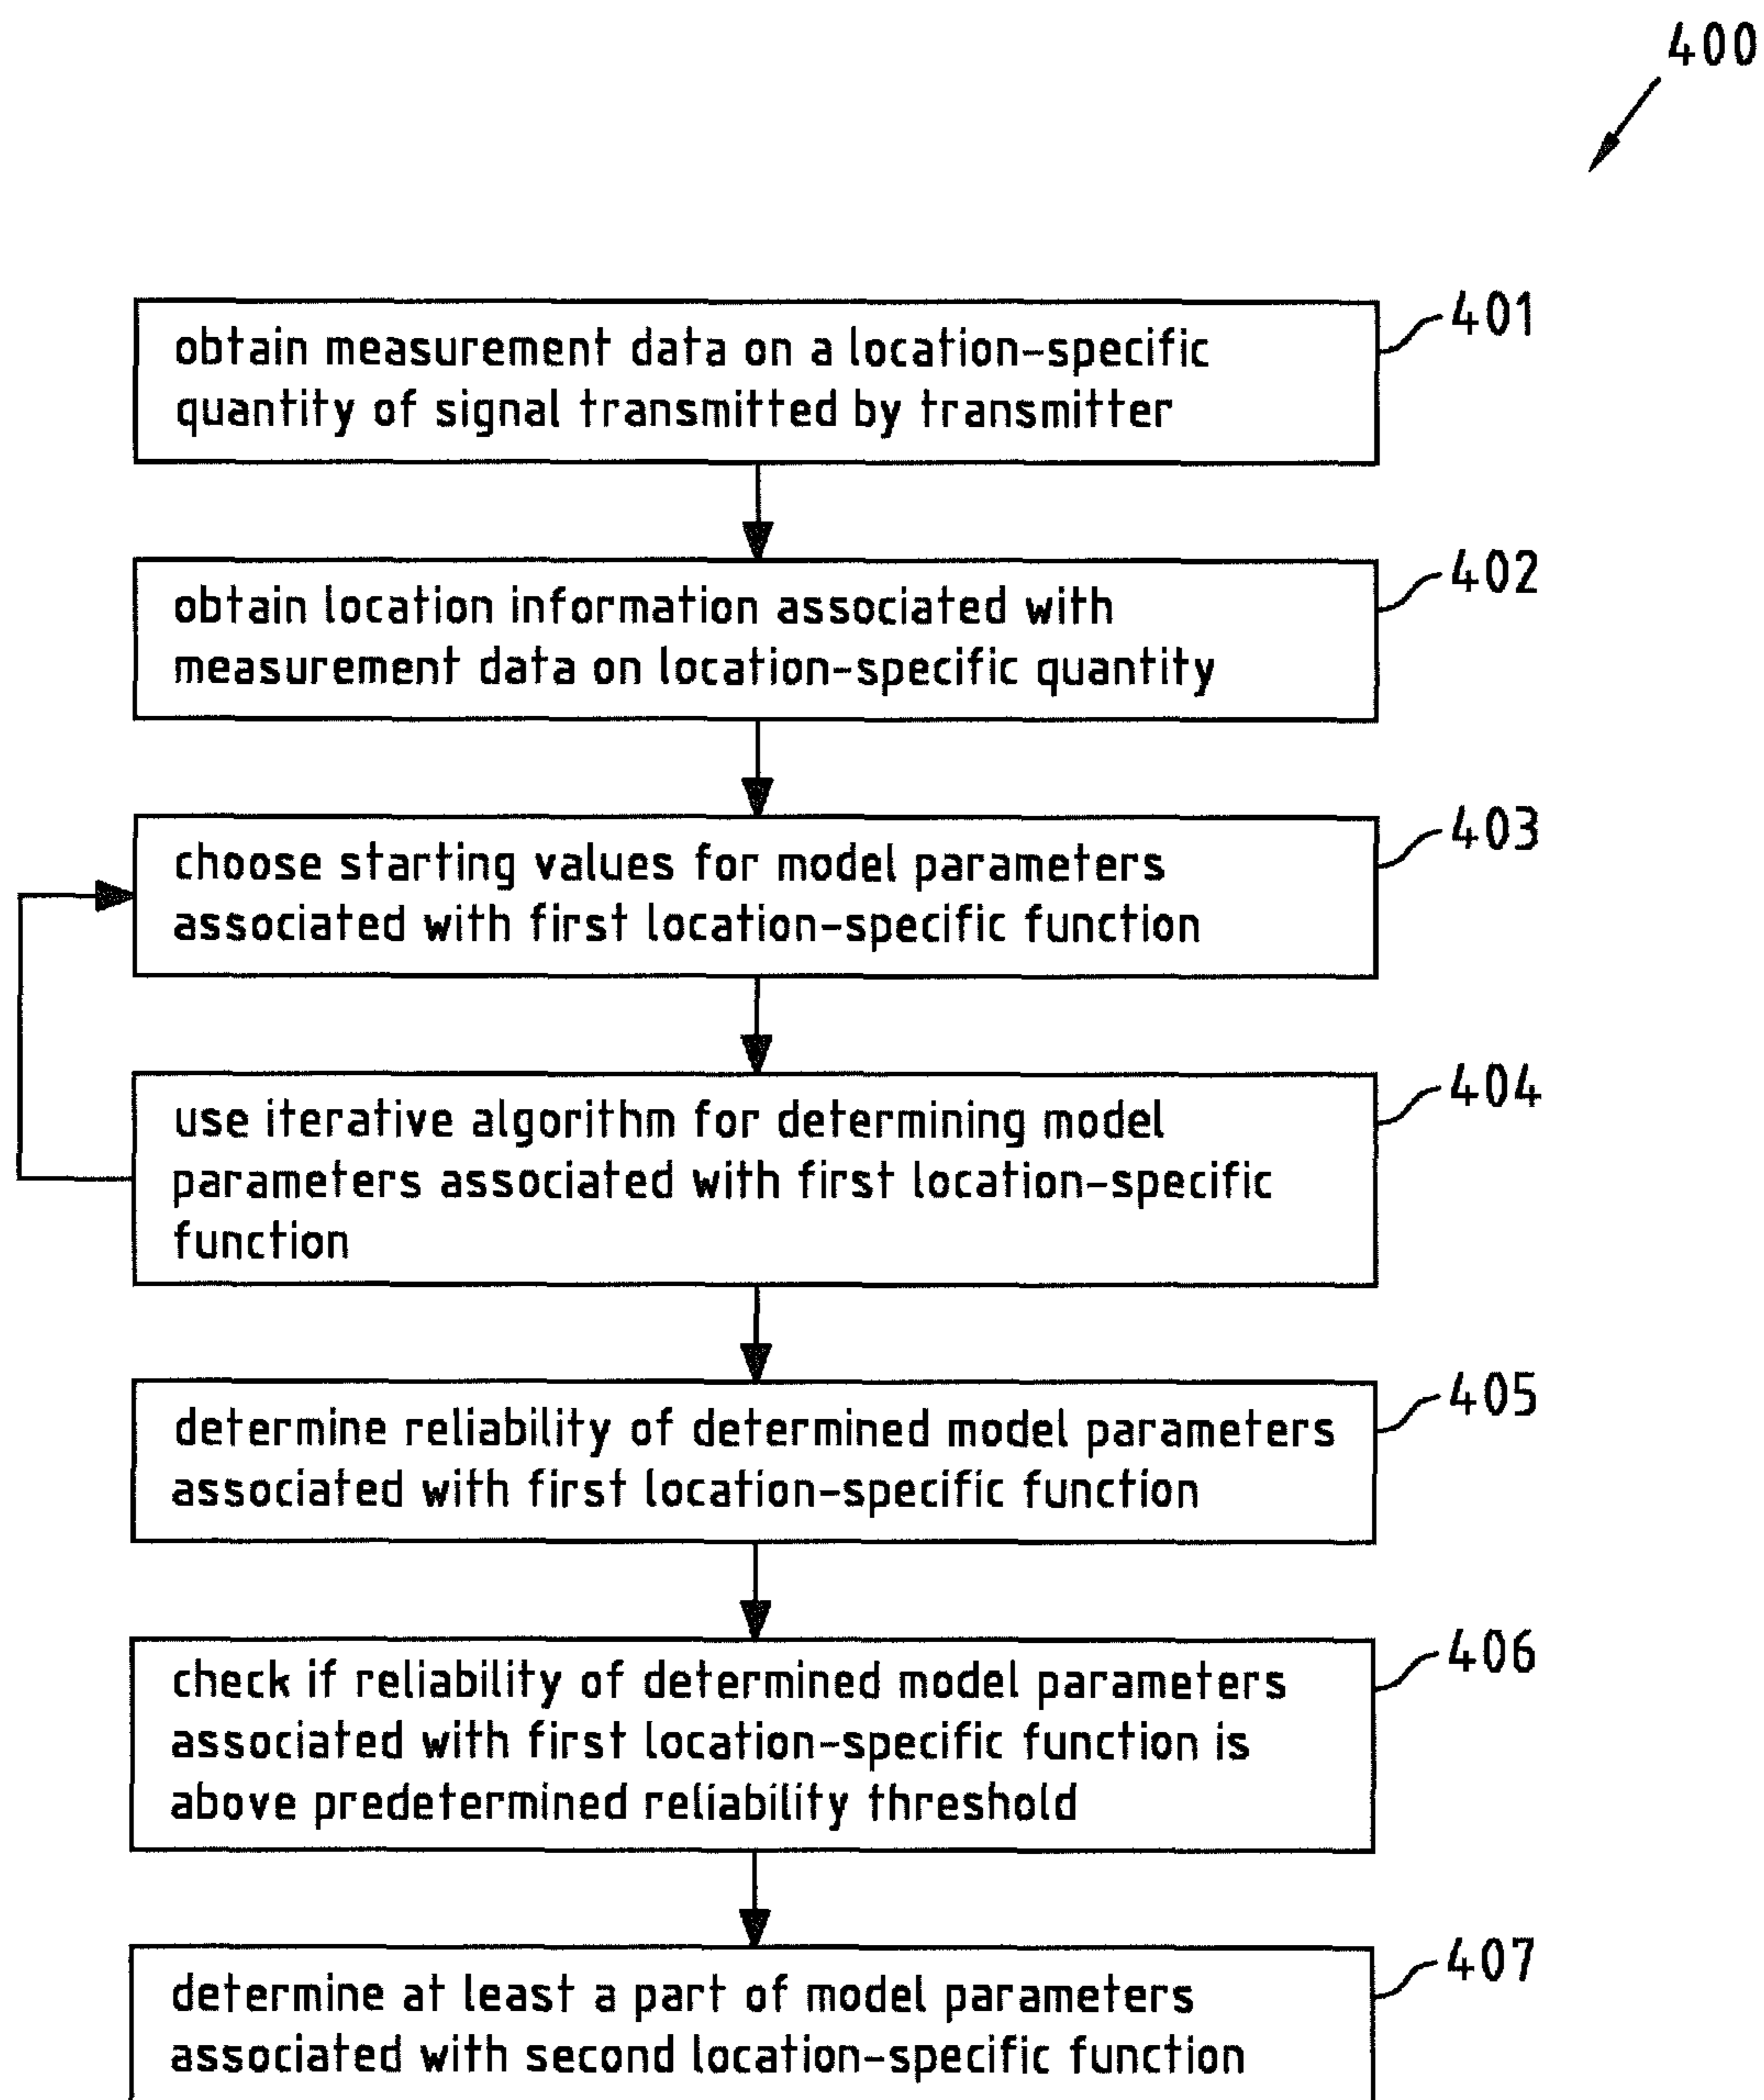 400
obtain measurement data on a location-specific
quantity of signal transmitted by transmitter
401
obtain location information associated with
measurement data on location-specific quantity
402
choose starting values for model parameters
associated with first location-specific function
403
use iterative algorithm for determining model
parameters associated with first location-specific
function
404
determine reliability of determined model parameters
associated with first location-specific function
405
check if reliability of determined model parameters
associated with first location-specific function is
above predetermined reliability threshold
406
determine at least a part of model parameters
associated with second location-specific function
407